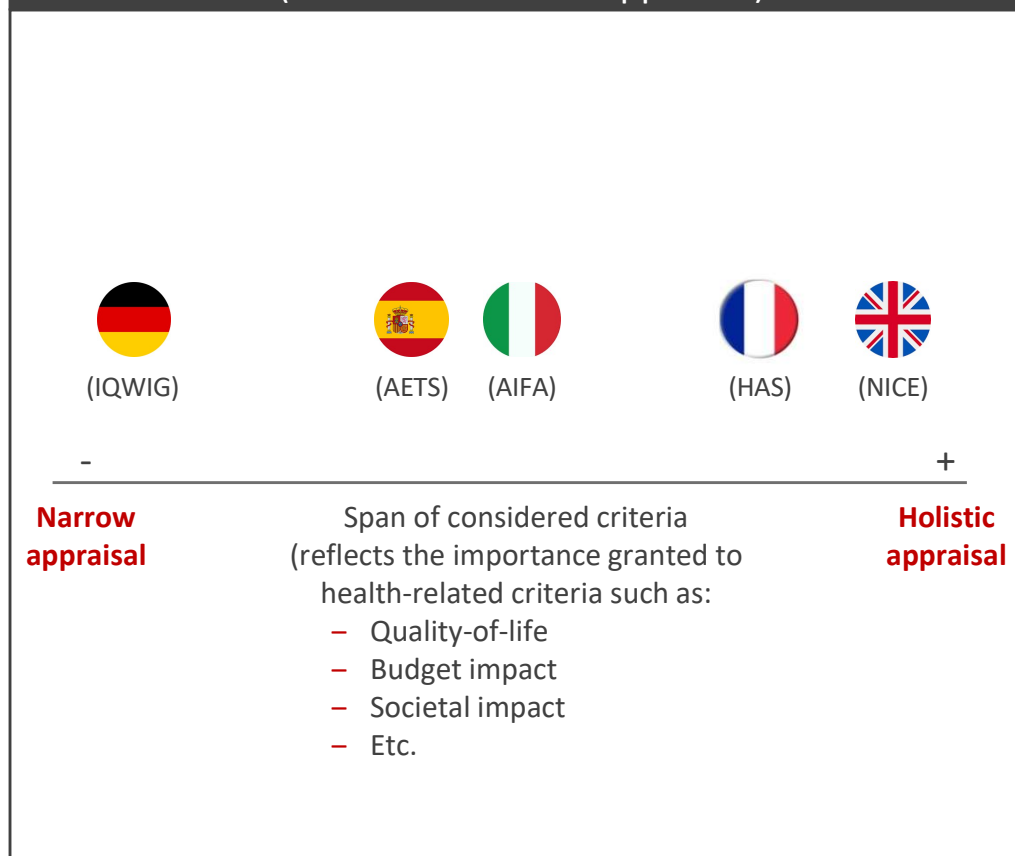 (IQWIG) (AETS) (AIFA) (HAS) (NICE)
- +
Narrow appraisal
Span of considered criteria
(reflects the importance granted to
health-related criteria such as:
– Quality-of-life
– Budget impact
– Societal impact
– Etc.
Holistic appraisal